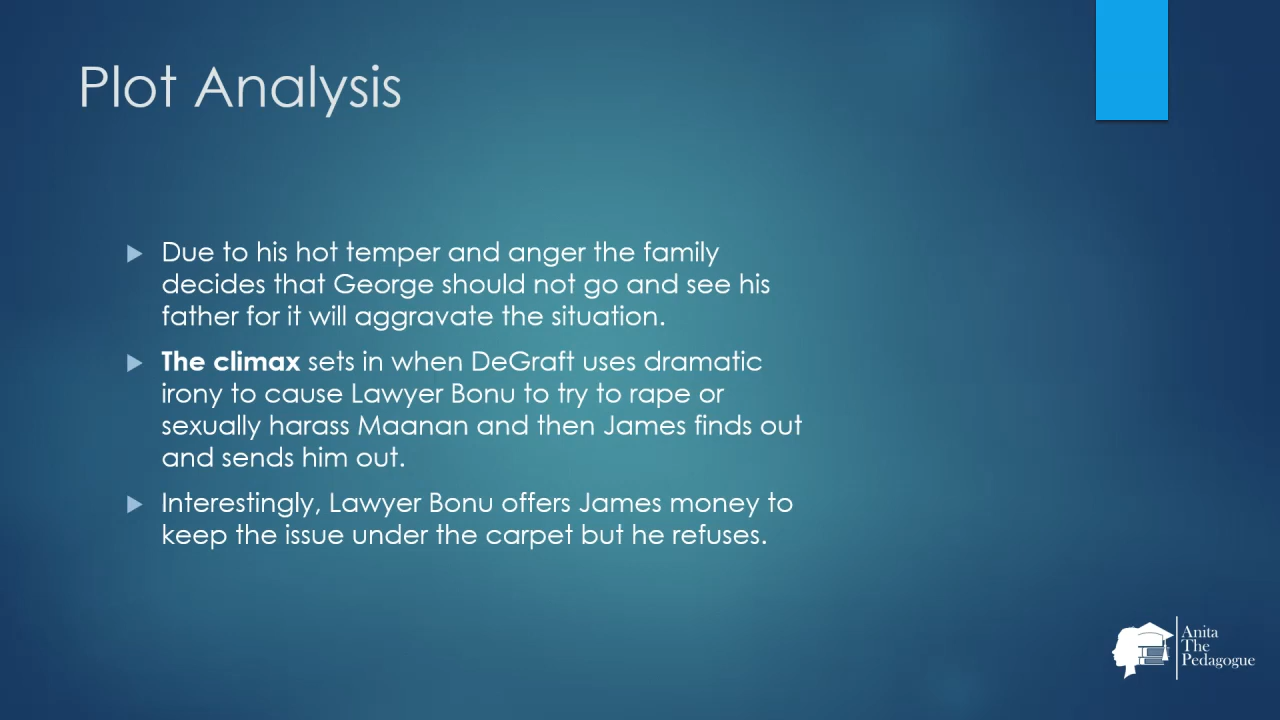 Plot Analysis
Due to his hot temper and anger the family
decides that George should not go and see his
father for it will aggravate the situation.
The climax sets in when DeGraft uses dramatic
irony to cause Lawyer Bonu to try to rape or
sexually harass Maanan and then James finds out
and sends him out.
Interestingly, Lawyer Bonu offers James money to
keep the issue under the carpet but he refuses.
Anita
The
Pedagogue